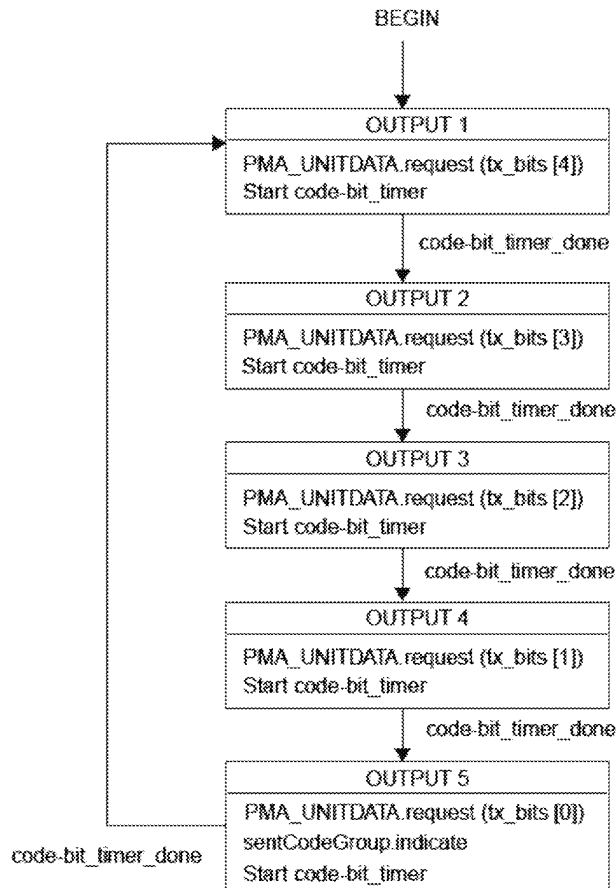 BEGIN
OUTPUT 1
PMA_UNITDATA.request (tx_bits [4])
Start code-bit_timer
code-bit_timer_done
OUTPUT 2
PMA_UNITDATA.request (tx_bits [3])
Start code-bit_timer
code-bit_timer_done
OUTPUT 3
PMA_UNITDATA.request (tx_bits [2])
Start code-bit_timer
code-bit_timer_done
OUTPUT 4
PMA_UNITDATA.request (tx_bits [1])
Start code-bit_timer
code-bit_timer_done
OUTPUT 5
PMA_UNITDATA.request (tx_bits [0])
sentCodeGroup.indicate
Start code-bit_timer
code-bit_timer_done